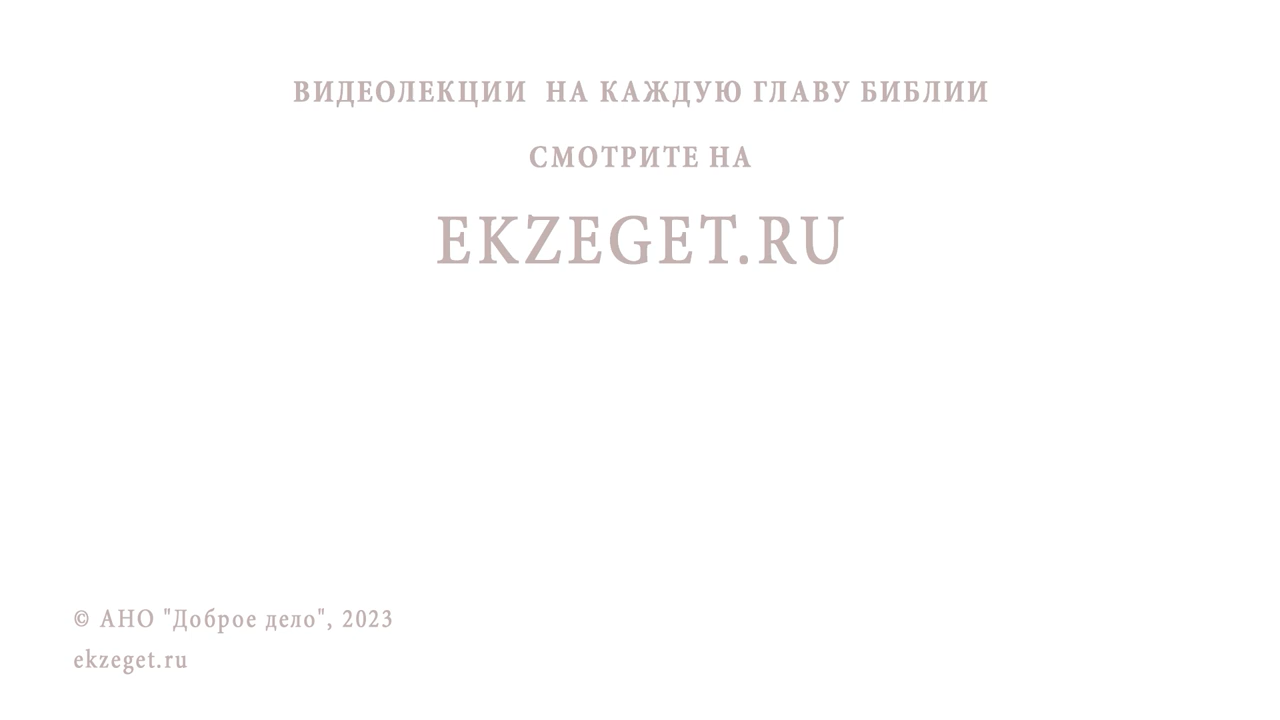 ВИДЕОЛЕКЦИИ НА КАЖДУЮ ГЛАВУ БИБЛИИ
СМОТРИТЕ НА
EKZEGET.RU
© АНО "Доброе дело", 2023
ekzeget.ru